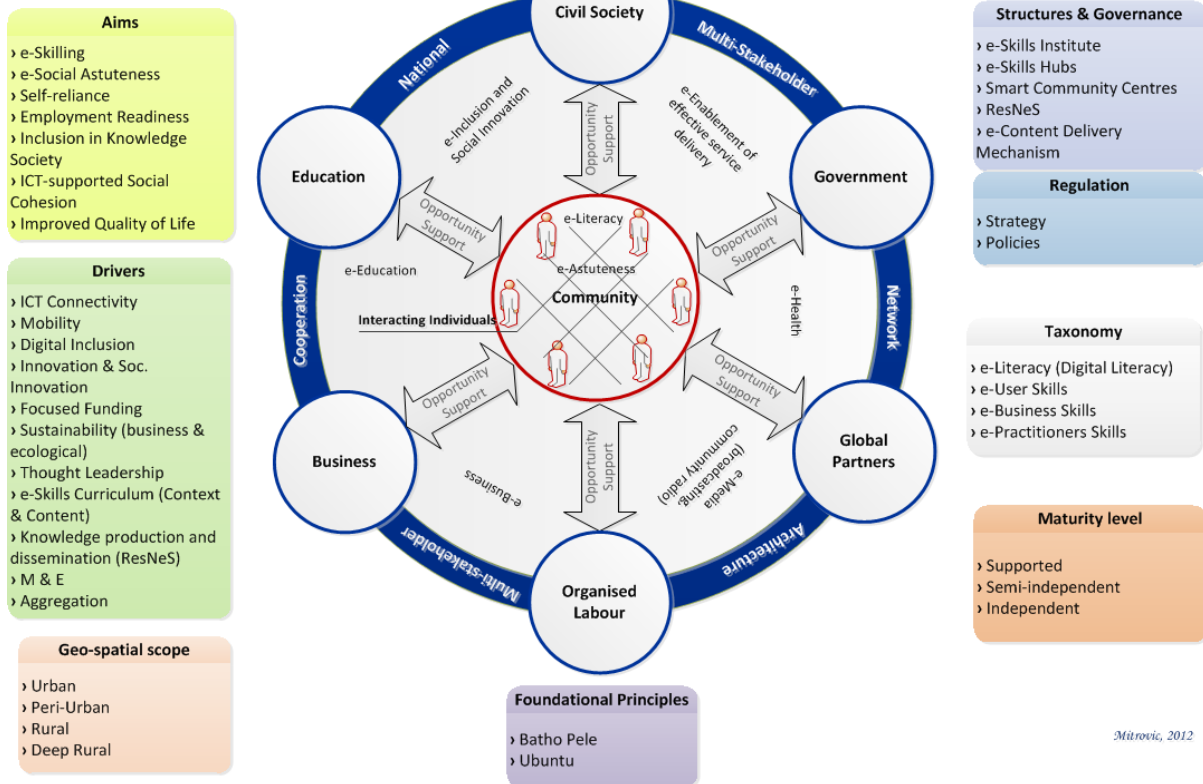 Aims
› e-Skilling
› e-Social Astuteness
› Self-reliance
› Employment Readiness
› Inclusion in Knowledge
Society
› ICT-supported Social
Cohesion
› Improved Quality of Life
Drivers
› ICT Connectivity
› Mobility
› Digital Inclusion
› Innovation & Soc.
Innovation
› Focused Funding
› Sustainability (business &
ecological)
› Thought Leadership
› e-Skills Curriculum (Context
& Content)
› Knowledge production and
dissemination (ResNeS)
› M & E
› Aggregation
Geo-spatial scope
› Urban
› Peri-Urban
› Rural
› Deep Rural
Civil Society
National
Multi-Stakeholder
e-Inclusion and
Social Innovation
Opportunity
Support
e-Enablement of
effective service
delivery
Education
Government
Opportunity
Support
Opportunity
Support
e-Literacy
e-Astuteness
Community
Interacting Individuals
e-Education
e-Health
Cooperation
Network
Opportunity
Support
Opportunity
Support
Business
Global
Partners
e-Business
Opportunity
Support
e-Media
(broadcasting,
community radio)
Multi-stakeholder
Architecture
Organised
Labour
Foundational Principles
› Batho Pele
› Ubuntu
Structures & Governance
› e-Skills Institute
› e-Skills Hubs
› Smart Community Centres
› ResNeS
› e-Content Delivery
Mechanism
Regulation
› Strategy
› Policies
Taxonomy
› e-Literacy (Digital Literacy)
› e-User Skills
› e-Business Skills
› e-Practitioners Skills
Maturity level
› Supported
› Semi-independent
› Independent
Mitrovic, 2012